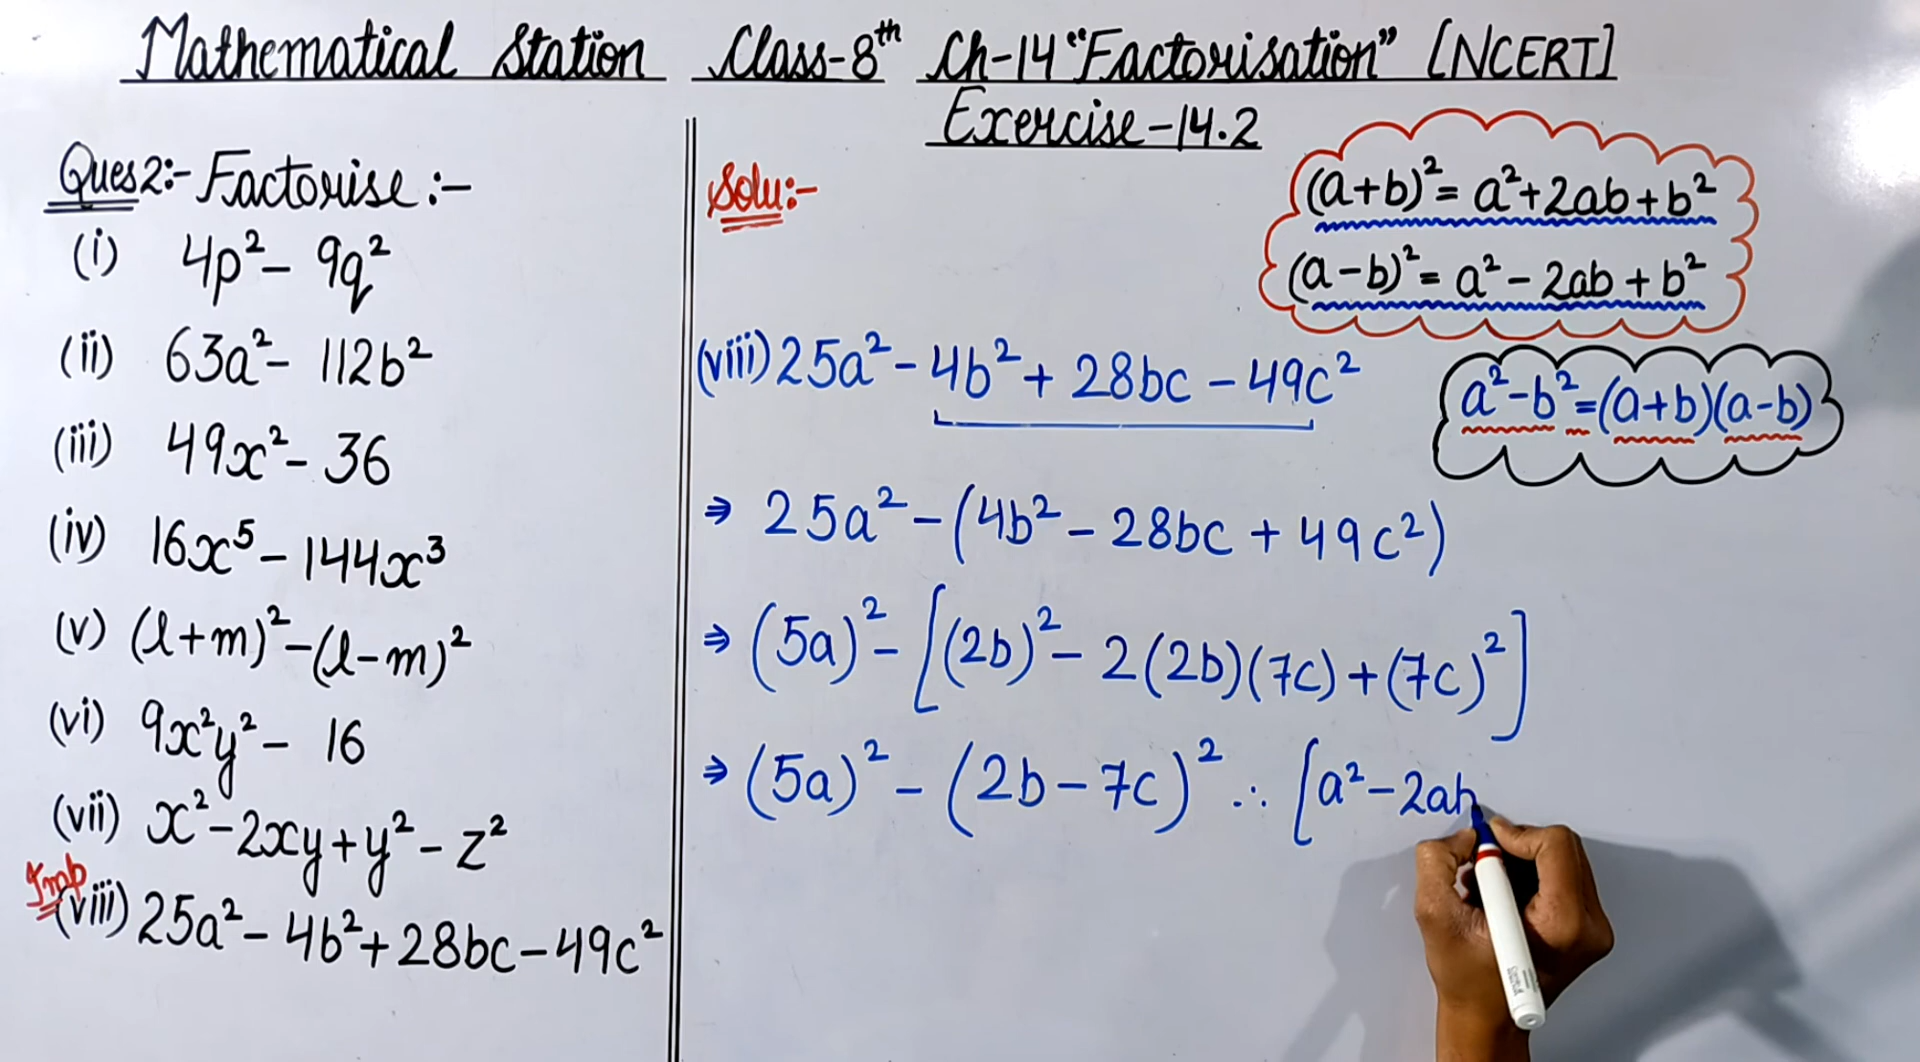 Mathematical Station Class-8th Ch-14 "Factorisation" [NCERT]
Exercise-14.2
Ques2:- Factorise :-
(i) 4p² - 9q²
(ii) 63a² - 112b²
(iii) 49x² - 36
(iv) 16x⁵ - 144x³
(v) (l+m)² - (l-m)²
(vi) 9x²y² - 16
(vii) x² - 2xy + y² - z²
Imp
(viii) 25a² - 4b² + 28bc - 49c²
Solu:-
(a+b)² = a² + 2ab + b²
(a-b)² = a² - 2ab + b²
(viii) 25a² - 4b² + 28bc - 49c²
a² - b² = (a+b)(a-b)
⇒ 25a² - (4b² - 28bc + 49c²)
⇒ (5a)² - [(2b)² - 2(2b)(7c) + (7c)²]
⇒ (5a)² - (2b - 7c)² ∴ [a² - 2ab